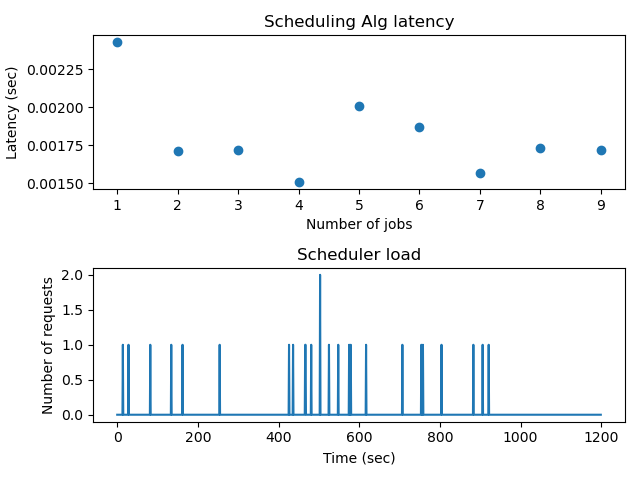 Scheduling Alg latency
Latency (sec)
0.00225
0.00200
0.00175
0.00150
1 2 3 4 5 6 7 8 9
Number of jobs
Scheduler load
Number of requests
2.0
1.5
1.0
0.5
0.0
0 200 400 600 800 1000 1200
Time (sec)